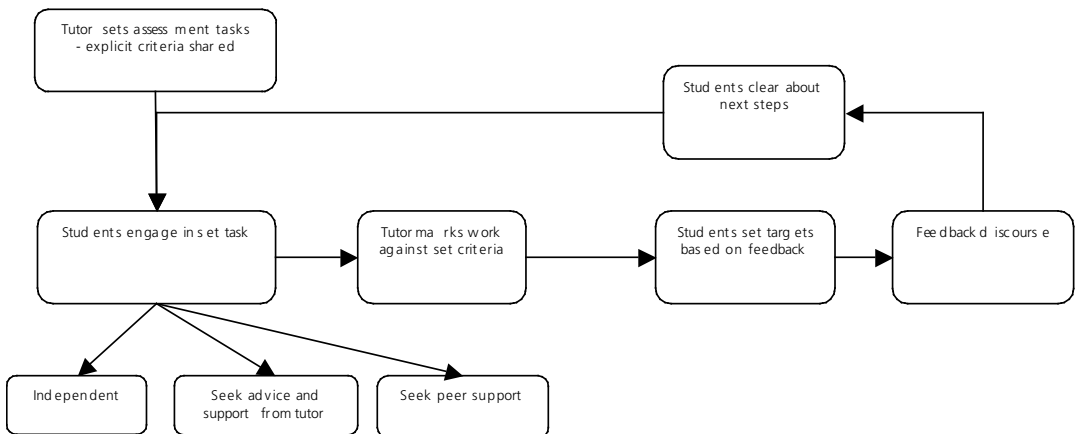 Tutor sets assessment tasks
- explicit criteria shared
Students clear about
next steps
Students engage in set task
Tutor marks work
against set criteria
Students set targets
based on feedback
Feedback discourse
Independent
Seek advice and
support from tutor
Seek peer support